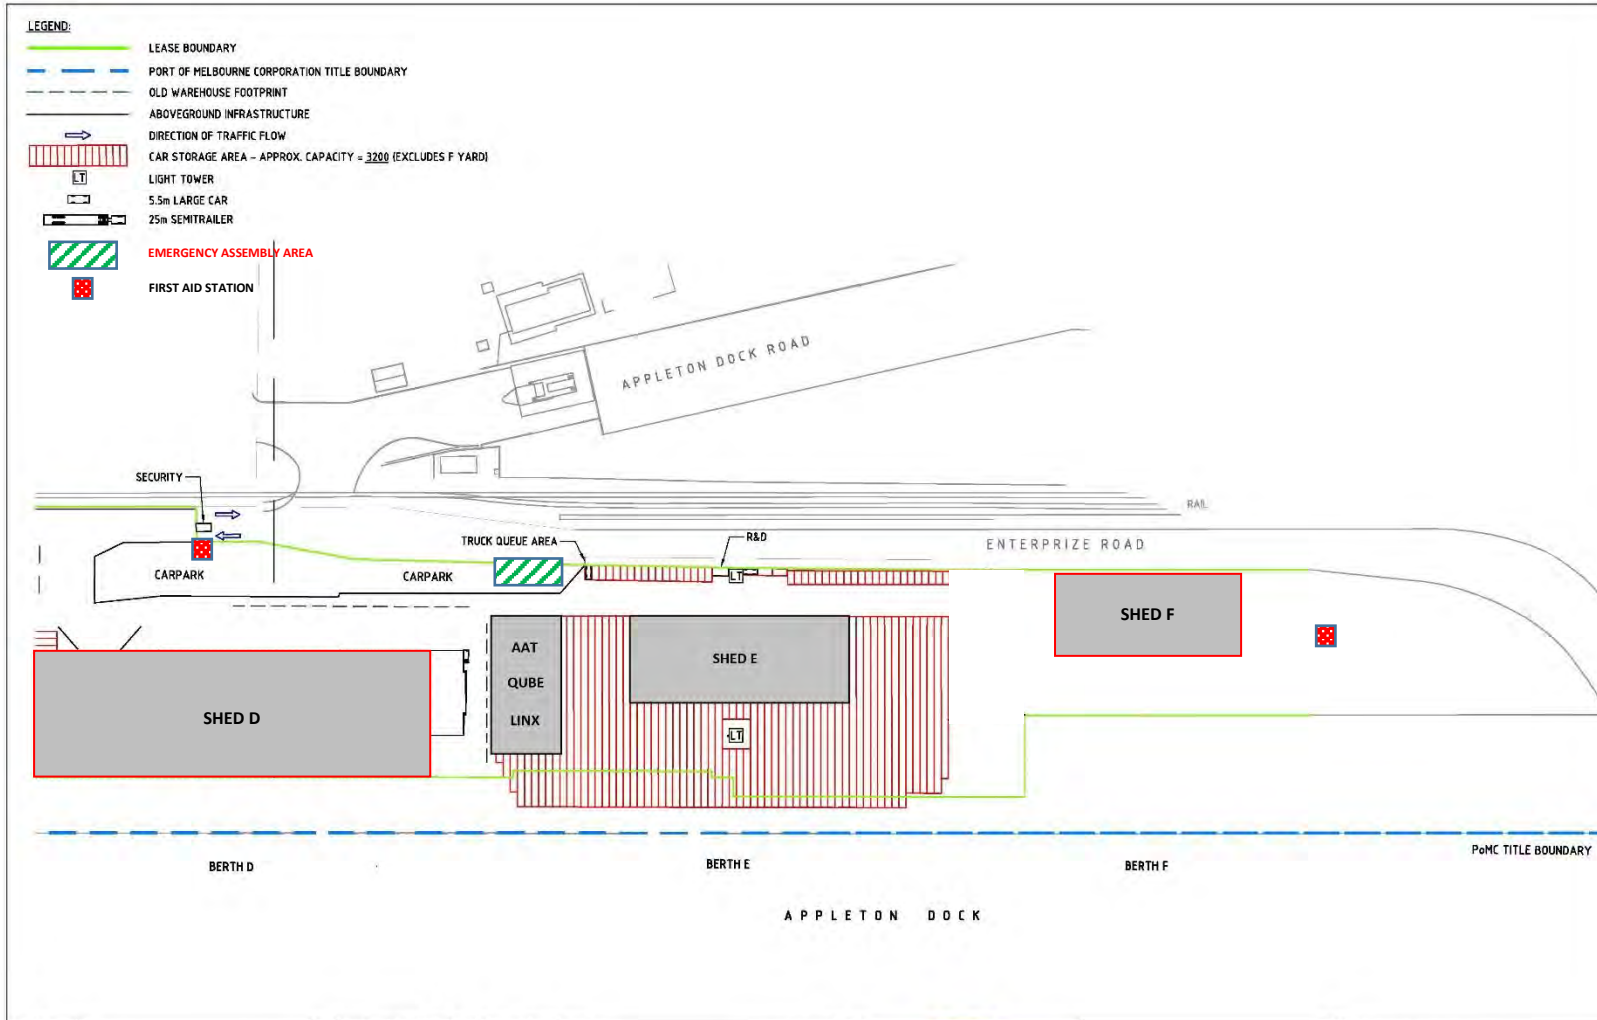 LEGEND:
LEASE BOUNDARY
PORT OF MELBOURNE CORPORATION TITLE BOUNDARY
OLD WAREHOUSE FOOTPRINT
ABOVEGROUND INFRASTRUCTURE
DIRECTION OF TRAFFIC FLOW
CAR STORAGE AREA - APPROX. CAPACITY = 3200 (EXCLUDES F YARD)
LT LIGHT TOWER
5.5m LARGE CAR
25m SEMITRAILER
EMERGENCY ASSEMBLY AREA
FIRST AID STATION
APPLETON DOCK ROAD
SECURITY
RAIL
TRUCK QUEUE AREA
R&D
ENTERPRIZE ROAD
CARPARK
CARPARK
LT
SHED F
AAT
QUBE
LINX
SHED E
SHED D
LT
PoMC TITLE BOUNDARY
BERTH D
BERTH E
BERTH F
APPLETON DOCK